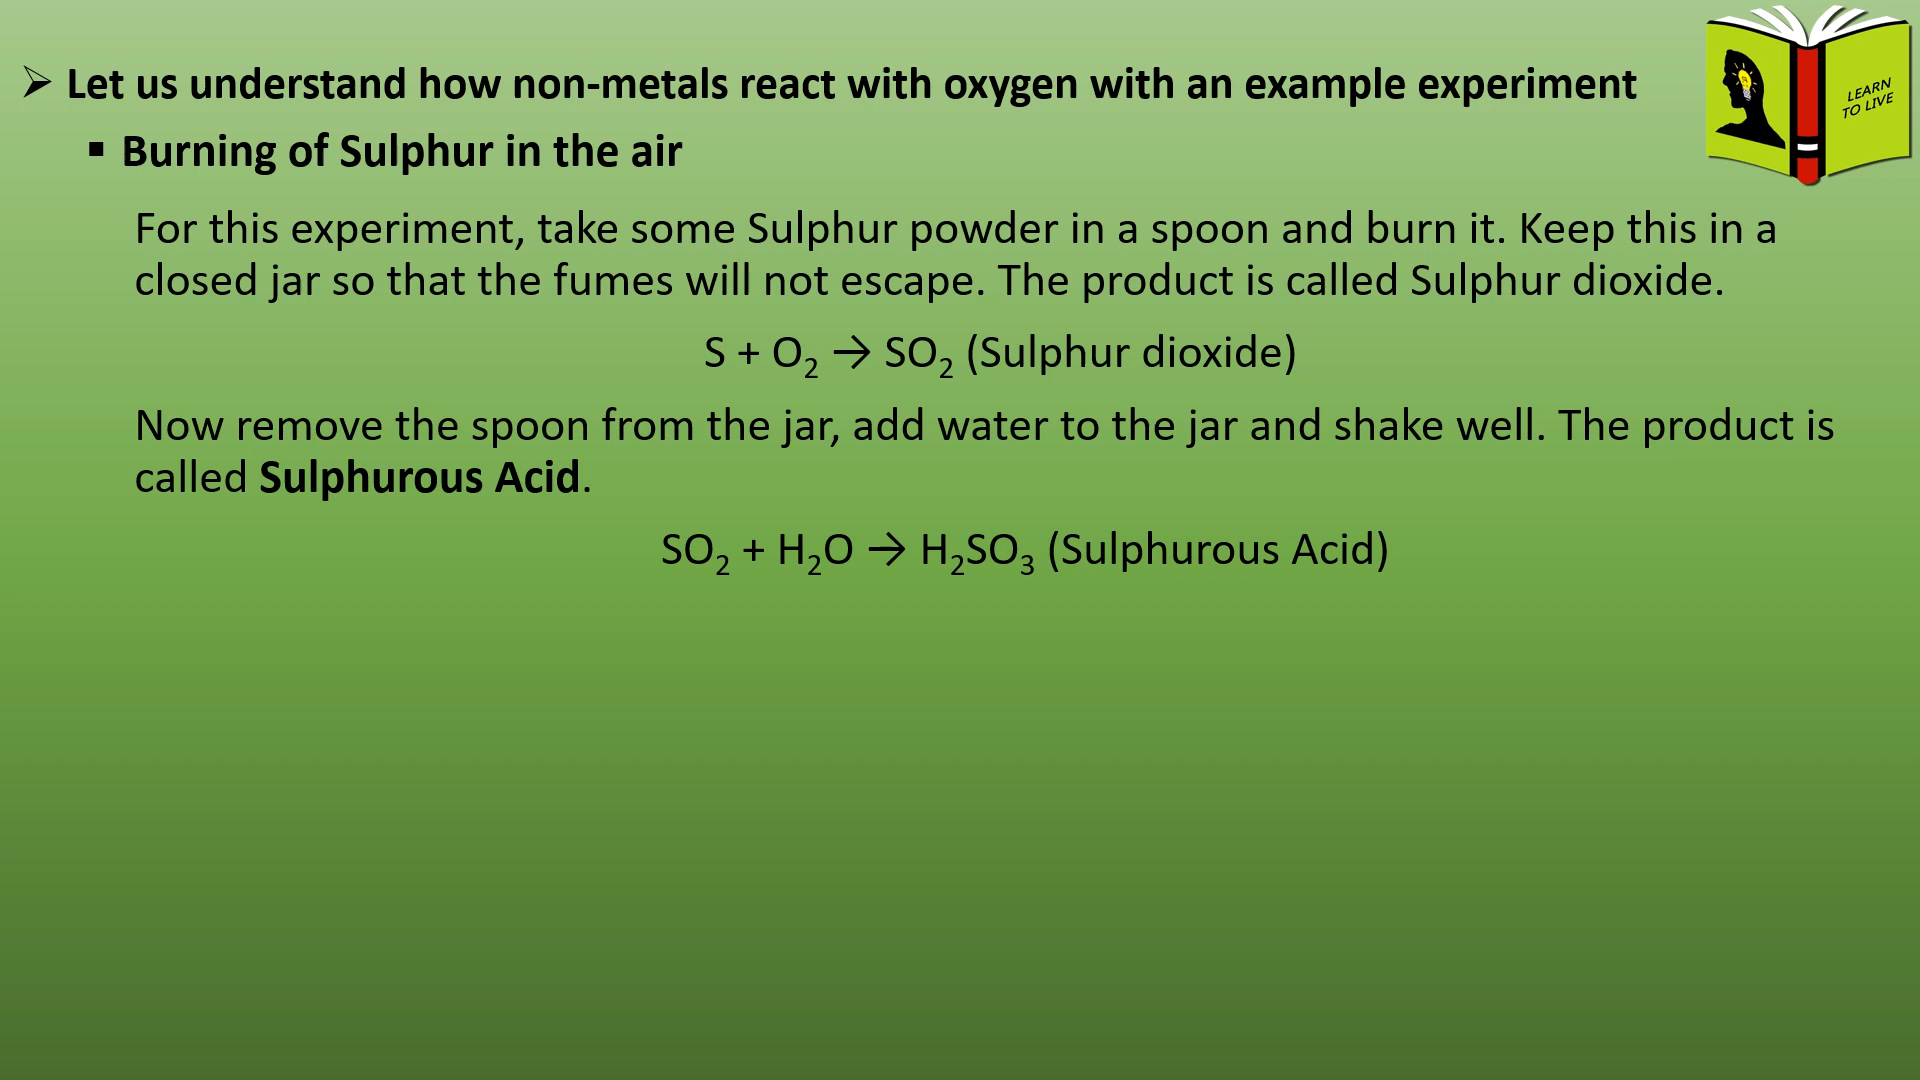 ➢ Let us understand how non-metals react with oxygen with an example experiment
▪ Burning of Sulphur in the air
For this experiment, take some Sulphur powder in a spoon and burn it. Keep this in a
closed jar so that the fumes will not escape. The product is called Sulphur dioxide.
S + O₂ → SO₂ (Sulphur dioxide)
Now remove the spoon from the jar, add water to the jar and shake well. The product is
called Sulphurous Acid.
SO₂ + H₂O → H₂SO₃ (Sulphurous Acid)
LEARN
TO LIVE